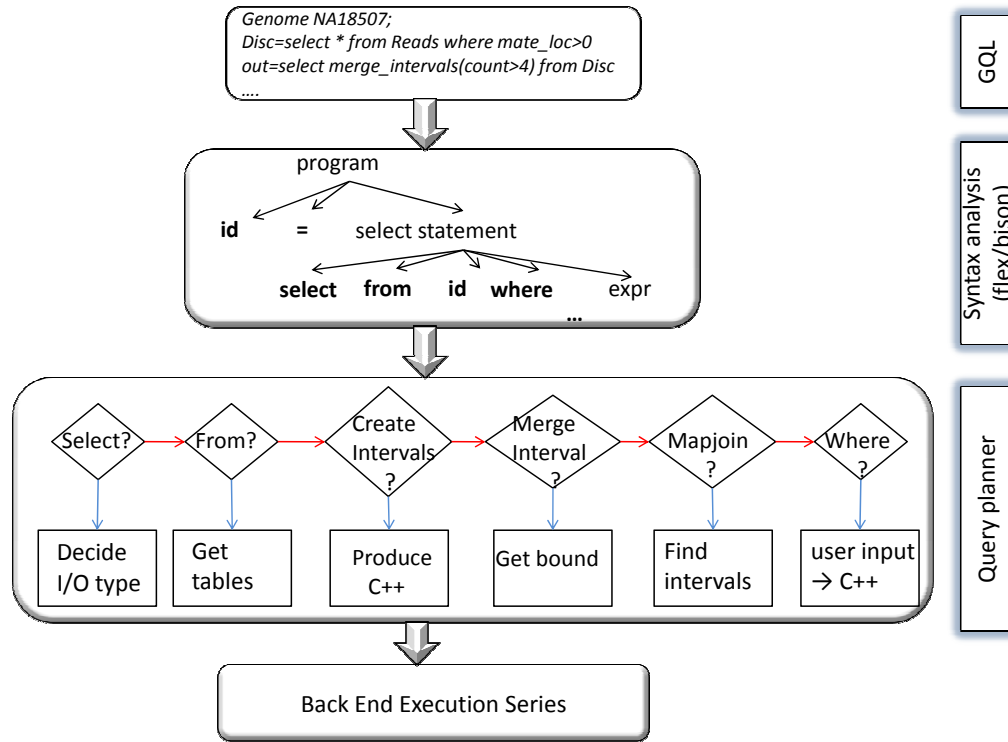 Genome NA18507;
Disc=select * from Reads where mate_loc>0
out=select merge_intervals(count>4) from Disc
....
GQL
program
id = select statement
select from id where expr
...
Syntax analysis
(flex/bison)
Select?
From?
Create
Intervals
?
Merge
Interval
?
Mapjoin
?
Where
?
Decide
I/O type
Get
tables
Produce
C++
Get bound
Find
intervals
user input
→ C++
Query planner
Back End Execution Series